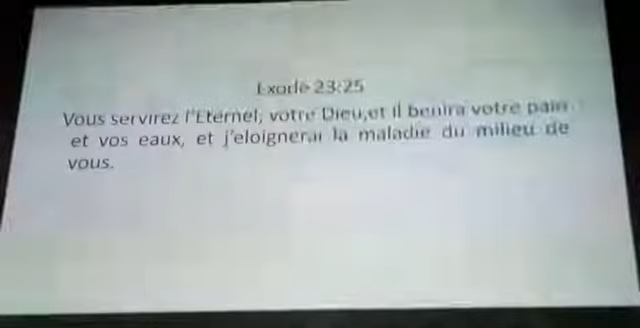 Exode 23:25
Vous servirez l'Eternel, votre Dieu,et il benira votre pain
et vos eaux, et j'eloignerai la maladie du milieu de
vous.